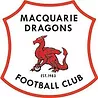 MACQUARIE
DRAGONS
EST. 1983
FOOTBALL CLUB